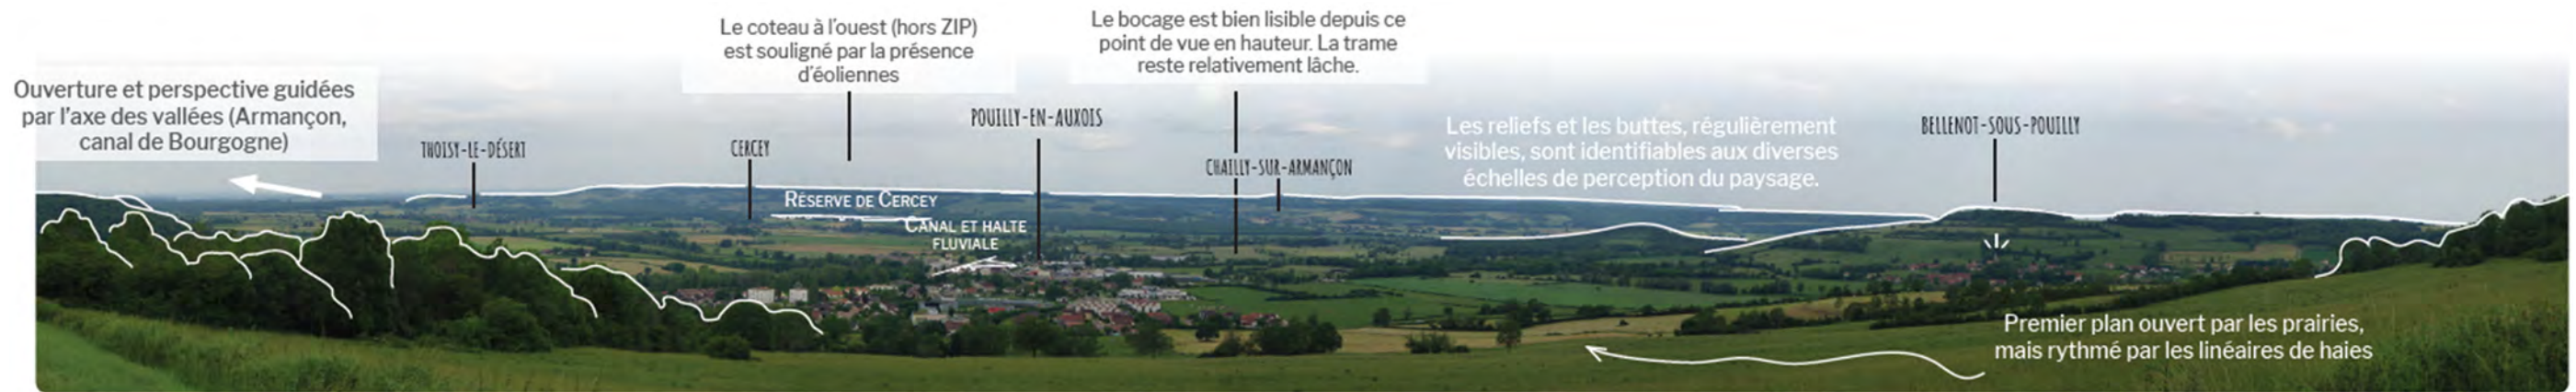 Ouverture et perspective guidées
par l'axe des vallées (Armançon,
canal de Bourgogne)
THOISY-LE-DÉSERT
Le coteau à l'ouest (hors ZIP)
est souligné par la présence
d'éoliennes
CERCEY
RÉSERVE DE CERCEY
CANAL ET HALTE
FLUVIALE
POUILLY-EN-AUXOIS
Le bocage est bien lisible depuis ce
point de vue en hauteur. La trame
reste relativement lâche.
CHAILLY-SUR-ARMANÇON
Les reliefs et les buttes, régulièrement
visibles, sont identifiables aux diverses
échelles de perception du paysage.
BELLENOT-SOUS-POUILLY
Premier plan ouvert par les prairies,
mais rythmé par les linéaires de haies